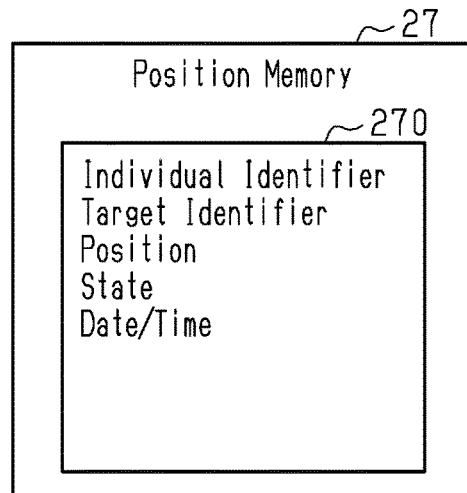 27
Position Memory
270
Individual Identifier
Target Identifier
Position
State
Date/Time